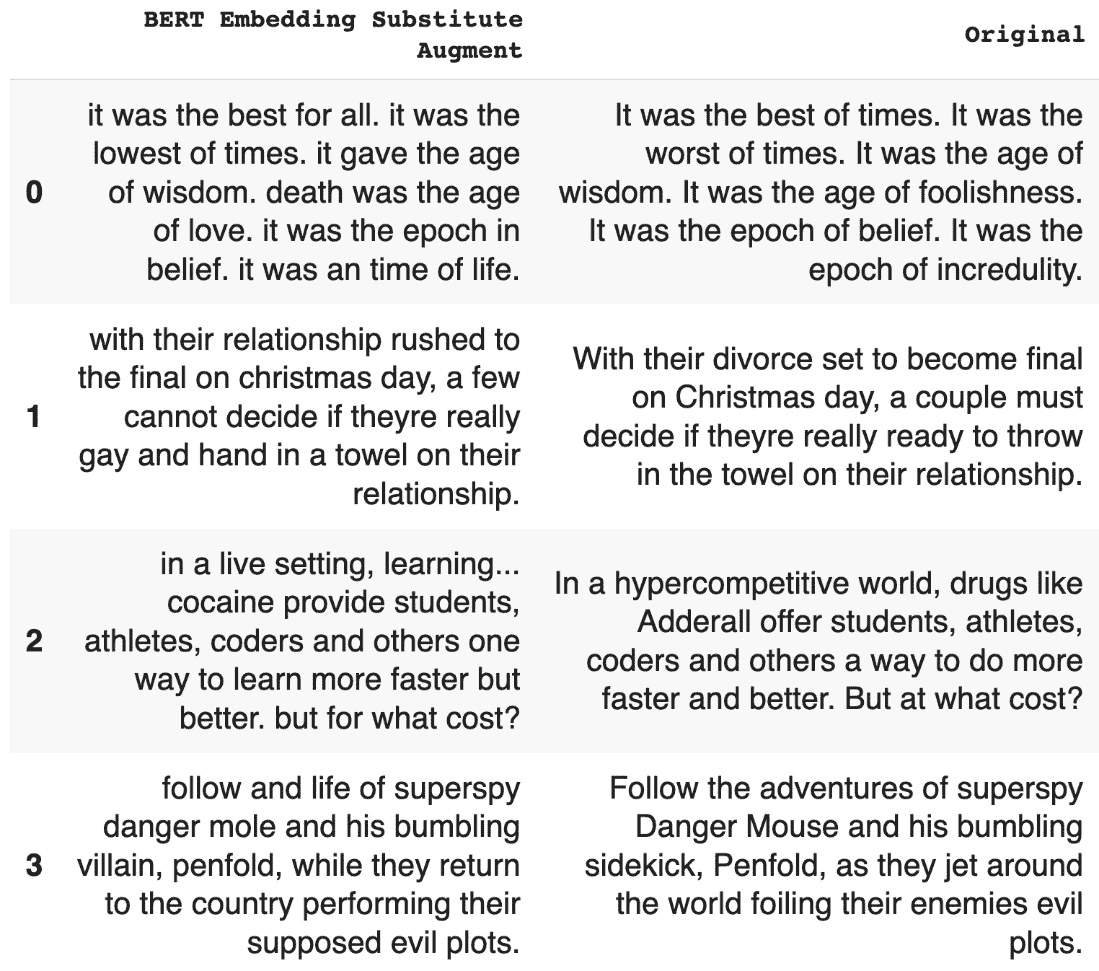 BERT Embedding Substitute
Augment
Original
0
it was the best for all. it was the
lowest of times. it gave the age
of wisdom. death was the age
of love. it was the epoch in
belief. it was an time of life.
It was the best of times. It was the
worst of times. It was the age of
wisdom. It was the age of foolishness.
It was the epoch of belief. It was the
epoch of incredulity.
1
with their relationship rushed to
the final on christmas day, a few
cannot decide if theyre really
gay and hand in a towel on their
relationship.
With their divorce set to become final
on Christmas day, a couple must
decide if theyre really ready to throw
in the towel on their relationship.
2
in a live setting, learning...
cocaine provide students,
athletes, coders and others one
way to learn more faster but
better. but for what cost?
In a hypercompetitive world, drugs like
Adderall offer students, athletes,
coders and others a way to do more
faster and better. But at what cost?
3
follow and life of superspy
danger mole and his bumbling
villain, penfold, while they return
to the country performing their
supposed evil plots.
Follow the adventures of superspy
Danger Mouse and his bumbling
sidekick, Penfold, as they jet around
the world foiling their enemies evil
plots.